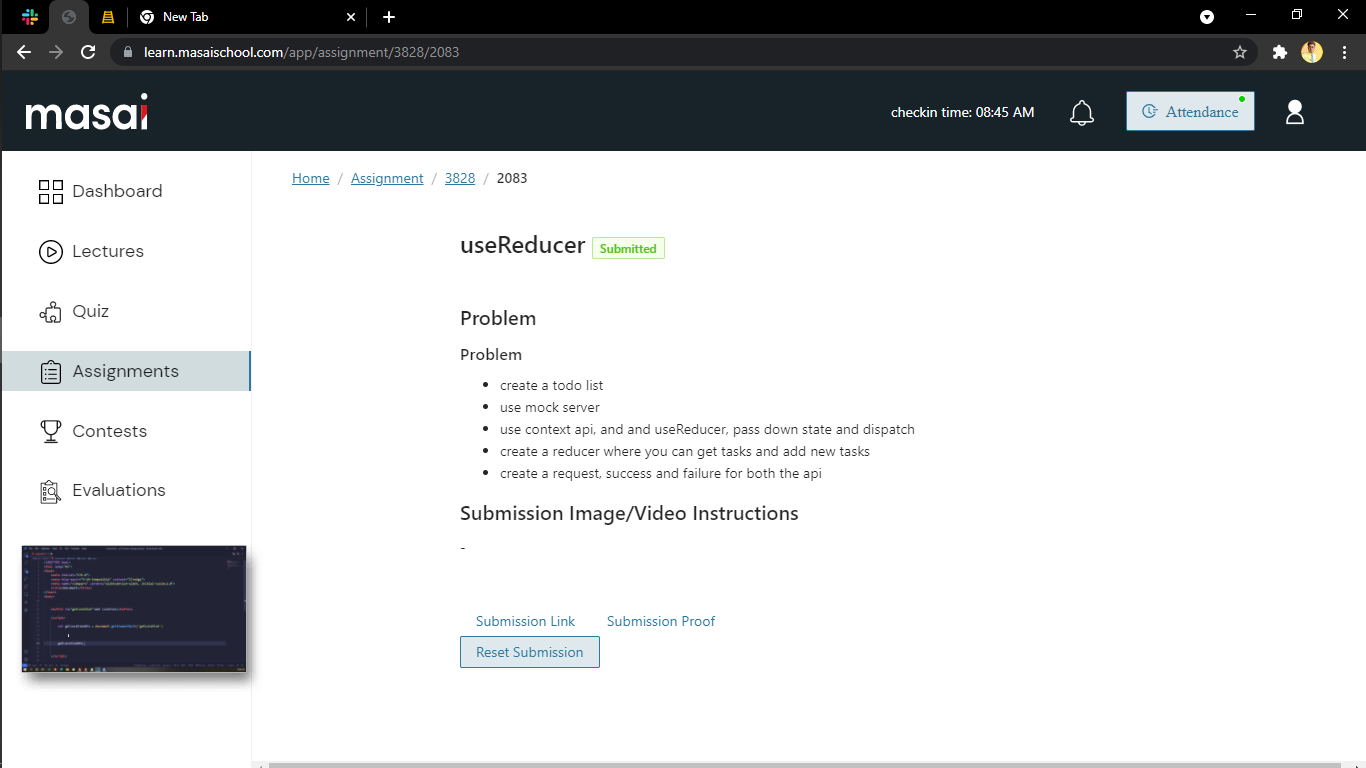 New Tab
learn.masaischool.com/app/assignment/3828/2083
masai
checkin time: 08:45 AM
Attendance
Dashboard
Lectures
Quiz
Assignments
Contests
Evaluations
Home / Assignment / 3828 / 2083
useReducer Submitted
Problem
Problem
• create a todo list
• use mock server
• use context api, and and useReducer, pass down state and dispatch
• create a reducer where you can get tasks and add new tasks
• create a request, success and failure for both the api
Submission Image/Video Instructions
-
Submission Link Submission Proof
Reset Submission